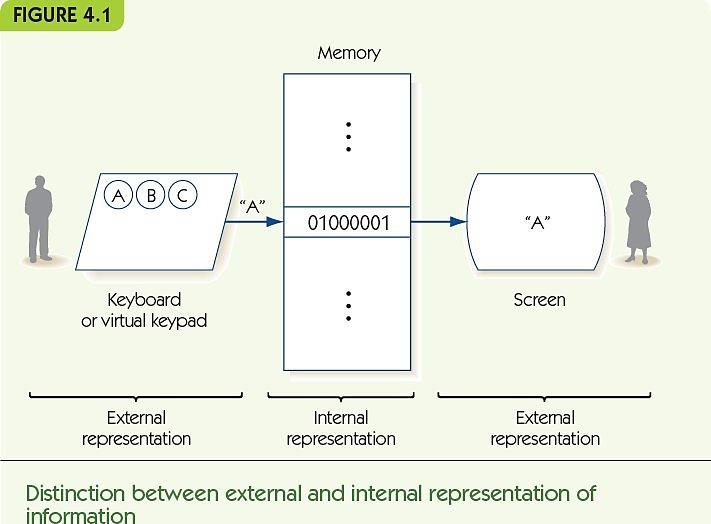 FIGURE 4.1
Memory
A B C
“A”
01000001
“A”
Keyboard
or virtual keypad
Screen
External
representation
Internal
representation
External
representation
Distinction between external and internal representation of
information